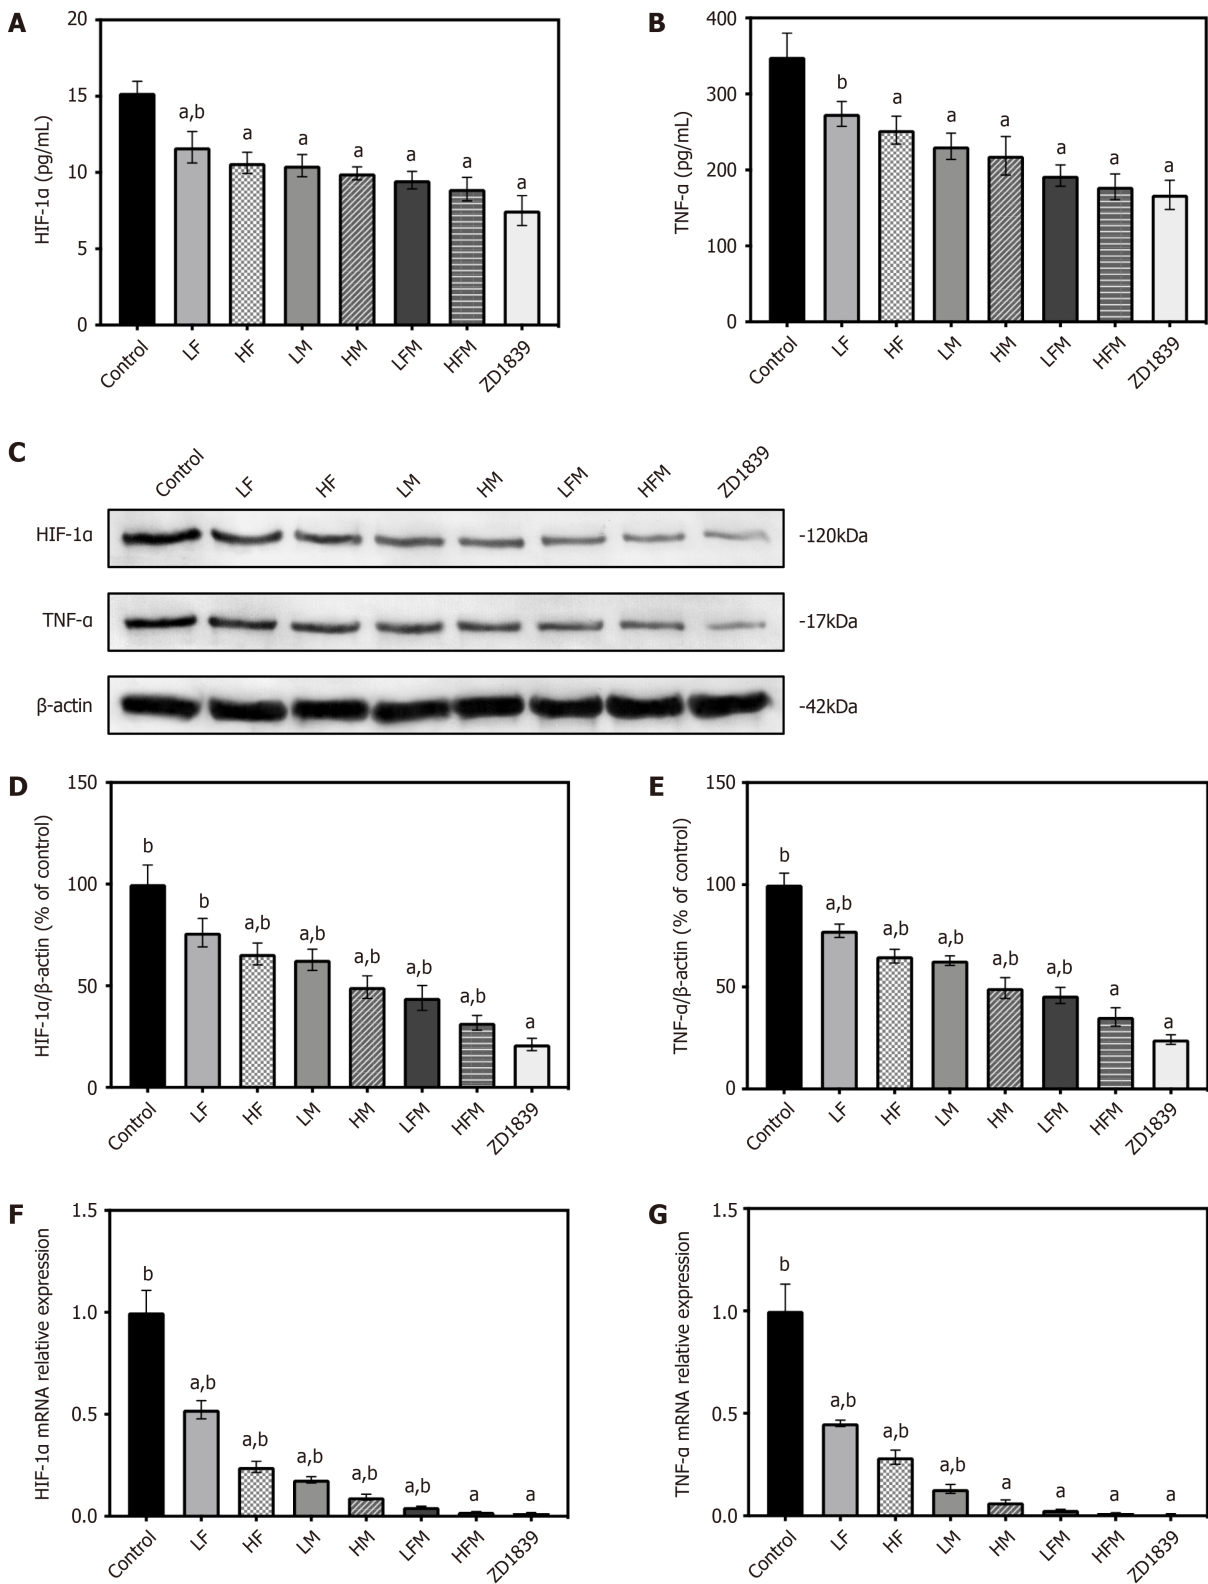 A
HIF-1α (pg/mL)
20
15
10
5
0
a,b
a
a
a
a
a
a
Control
LF
HF
LM
HM
LFM
HFM
ZD1839
B
TNF-α (pg/mL)
400
300
200
100
0
b
a
a
a
a
a
a
Control
LF
HF
LM
HM
LFM
HFM
ZD1839
C
Control
LF
HF
LM
HM
LFM
HFM
ZD1839
HIF-1α
-120kDa
TNF-α
-17kDa
β-actin
-42kDa
D
HIF-1α/β-actin (% of control)
150
100
50
0
b
b
a,b
a,b
a,b
a,b
a,b
a
Control
LF
HF
LM
HM
LFM
HFM
ZD1839
E
TNF-α/β-actin (% of control)
150
100
50
0
b
a,b
a,b
a,b
a,b
a,b
a
a
Control
LF
HF
LM
HM
LFM
HFM
ZD1839
F
HIF-1α mRNA relative expression
1.5
1.0
0.5
0.0
b
a,b
a,b
a,b
a,b
a,b
a
a
Control
LF
HF
LM
HM
LFM
HFM
ZD1839
G
TNF-α mRNA relative expression
1.5
1.0
0.5
0.0
b
a,b
a,b
a,b
a
a
a
a
Control
LF
HF
LM
HM
LFM
HFM
ZD1839